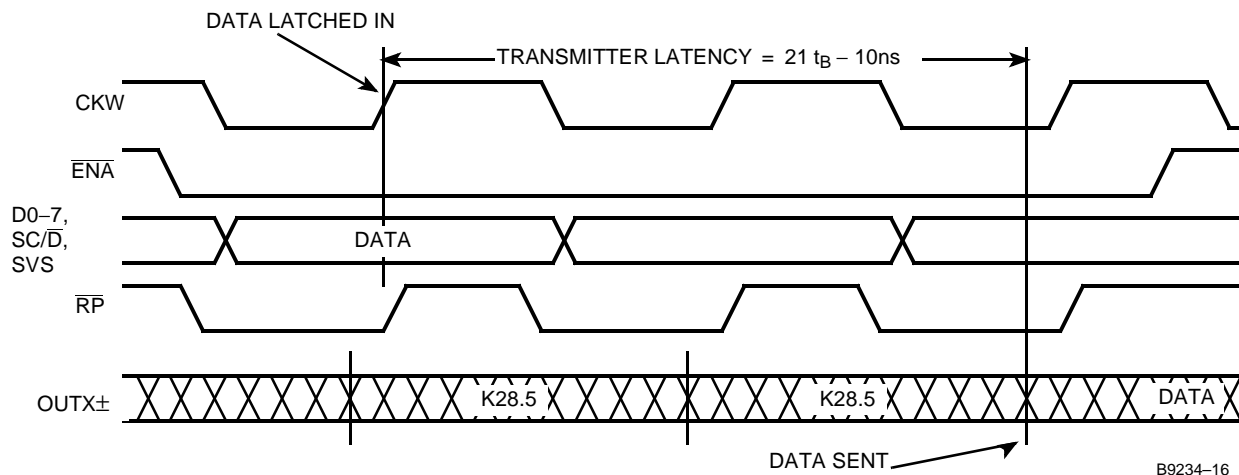 DATA LATCHED IN
TRANSMITTER LATENCY = 21 tB – 10ns
CKW
ENA
D0–7,
SC/D,
SVS
DATA
RP
OUTX±
K28.5
K28.5
DATA
DATA SENT
B9234–16